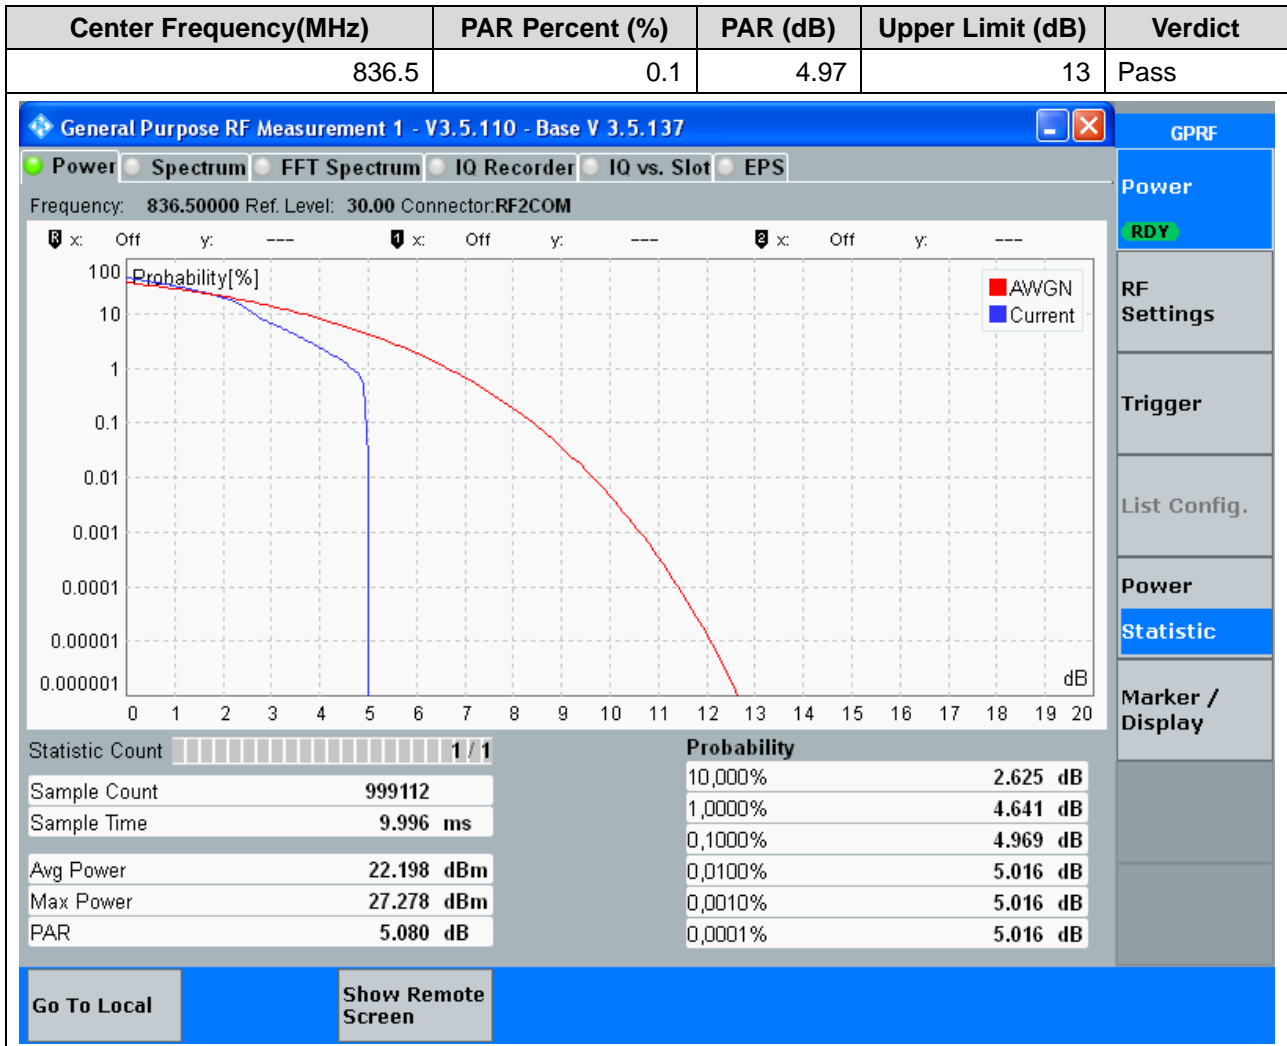 Center Frequency(MHz) PAR Percent (%) PAR (dB) Upper Limit (dB) Verdict
836.5 0.1 4.97 13 Pass
General Purpose RF Measurement 1 - V3.5.110 - Base V 3.5.137
GPRF
Power Spectrum FFT Spectrum IQ Recorder IQ vs. Slot EPS
Power
RDY
Frequency: 836.50000 Ref. Level: 30.00 Connector:RF2COM
R x: Off y: --- 1 x: Off y: --- 2 x: Off y: ---
RF
Settings
Trigger
List Config.
Power
Statistic
Marker /
Display
Probability[%]
AWGN
Current
100
10
1
0.1
0.01
0.001
0.0001
0.00001
0.000001
dB
0 1 2 3 4 5 6 7 8 9 10 11 12 13 14 15 16 17 18 19 20
Statistic Count 1 / 1
Sample Count 999112
Sample Time 9.996 ms
Avg Power 22.198 dBm
Max Power 27.278 dBm
PAR 5.080 dB
Probability
10,000% 2.625 dB
1,0000% 4.641 dB
0,1000% 4.969 dB
0,0100% 5.016 dB
0,0010% 5.016 dB
0,0001% 5.016 dB
Go To Local
Show Remote
Screen